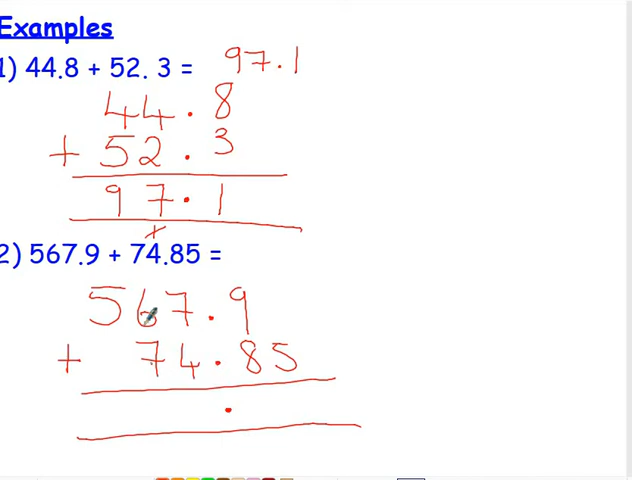 Examples
1) 44.8 + 52. 3 = 97.1
44.8
+ 52.3
97.1
1
2) 567.9 + 74.85 =
567.9
+ 74.85
.